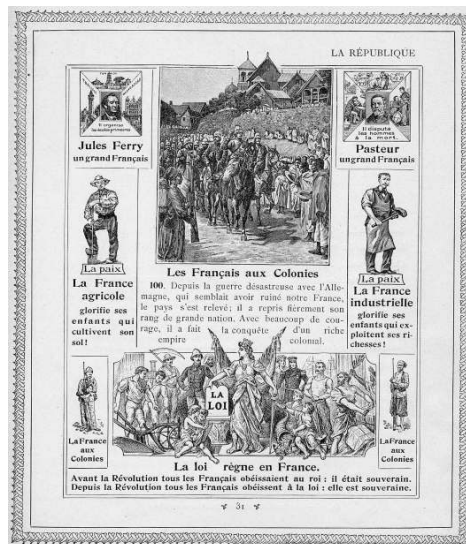 LA RÉPUBLIQUE
Il organise
la
Jules Ferry
un grand Français
Il dispute
les hommes
à la mort.
Pasteur
un grand Français
La paix
La France
agricole
glorifie ses
enfants qui
cultivent son
sol !
La paix
La France
industrielle
glorifie ses
enfants qui ex-
ploitent ses ri-
chesses !
Les Français aux Colonies
100. Depuis la guerre désastreuse avec l'Alle-
magne, qui semblait avoir ruiné notre France,
le pays s'est relevé ; il a repris fièrement son
rang de grande nation. Avec beaucoup de cou-
rage, il a fait la conquête d'un riche
empire colonial.
LA
LOI
La France
aux
Colonies
La France
aux
Colonies
La loi règne en France.
Avant la Révolution tous les Français obéissaient au roi ; il était souverain.
Depuis la Révolution tous les Français obéissent à la loi : elle est souveraine.
31